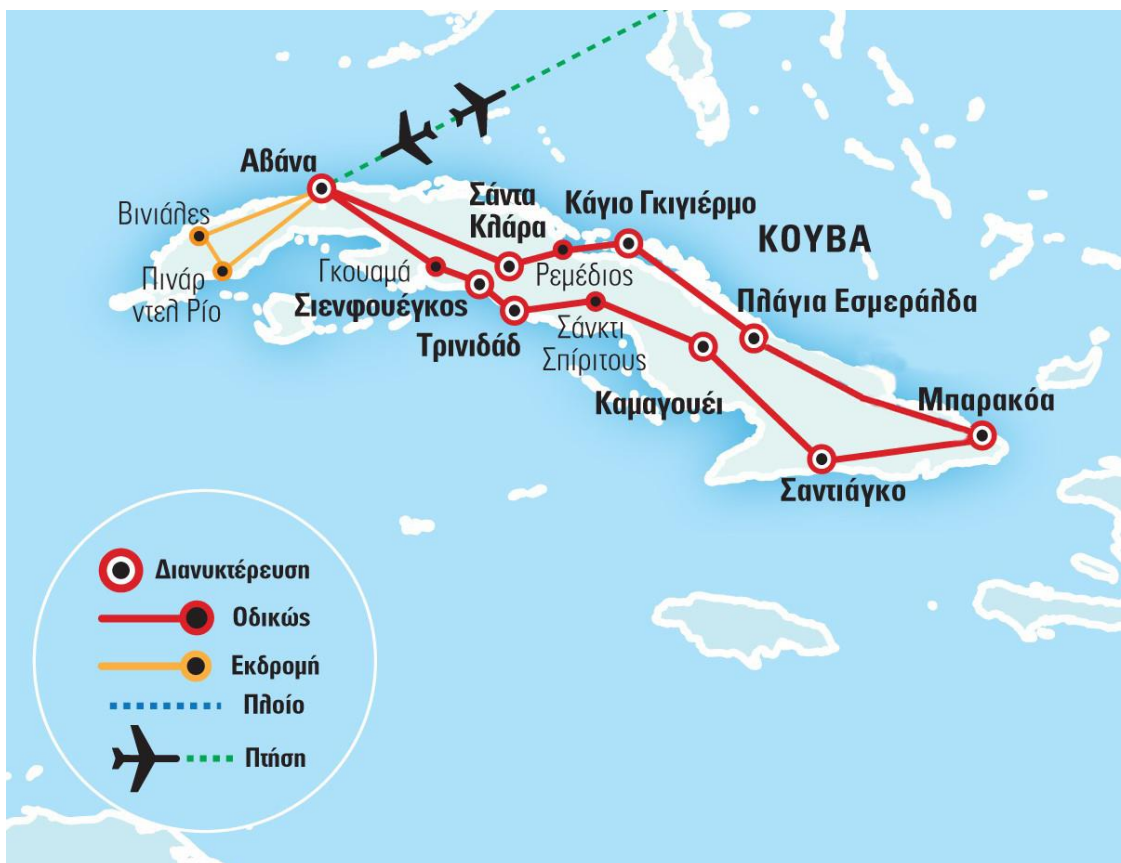 Αβάνα
Βινιάλες
Πινάρ
ντελ Ρίο
Γκουαμά
Σιενφουέγκος
Τρινιδάδ
Σάντα
Κλάρα
Ρεμέδιος
Κάγιο Γκιγιέρμο
ΚΟΥΒΑ
Πλάγια Εσμεράλδα
Σάνκτι
Σπίριτους
Καμαγουέι
Μπαρακόα
Σαντιάγκο
Διανυκτέρευση
Οδικώς
Εκδρομή
Πλοίο
Πτήση